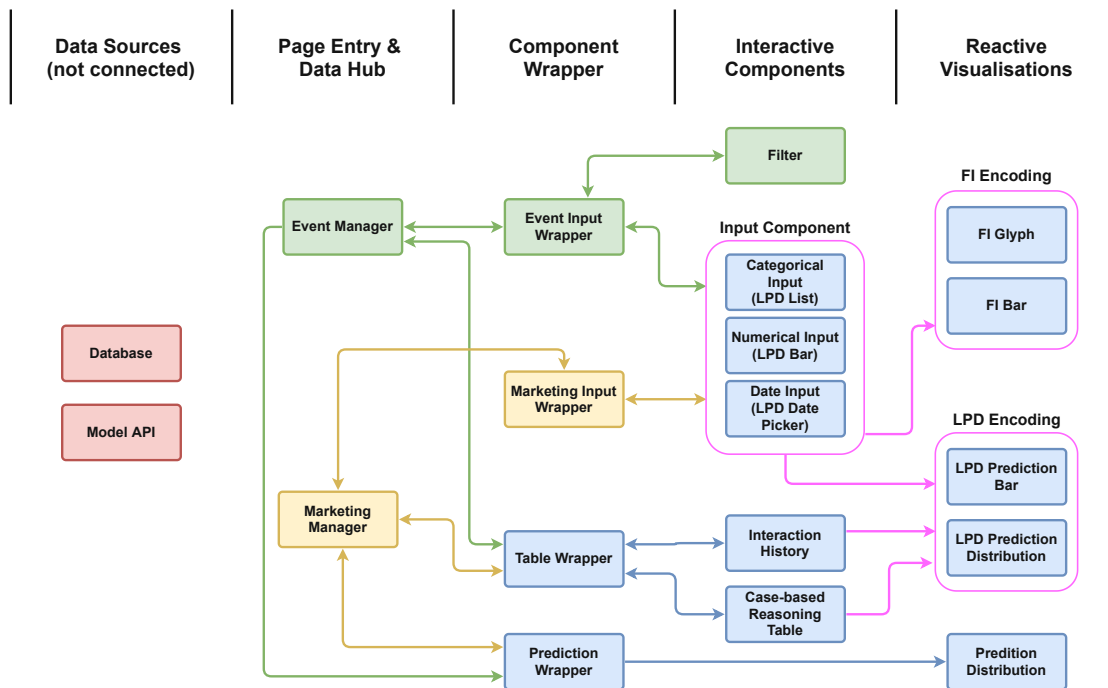 Data Sources
(not connected)
Page Entry &
Data Hub
Component
Wrapper
Interactive
Components
Reactive
Visualisations
Filter
FI Encoding
Event Manager
Event Input
Wrapper
Input Component
FI Glyph
Categorical
Input
(LPD List)
FI Bar
Database
Numerical Input
(LPD Bar)
Marketing Input
Wrapper
Date Input
(LPD Date
Picker)
Model API
LPD Encoding
LPD Prediction
Bar
Marketing
Manager
Table Wrapper
Interaction
History
LPD Prediction
Distribution
Case-based
Reasoning
Table
Prediction
Wrapper
Predition
Distribution